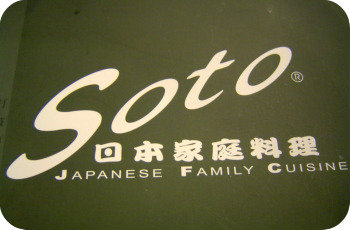 Soto®
日本家庭料理
JAPANESE FAMILY CUISINE